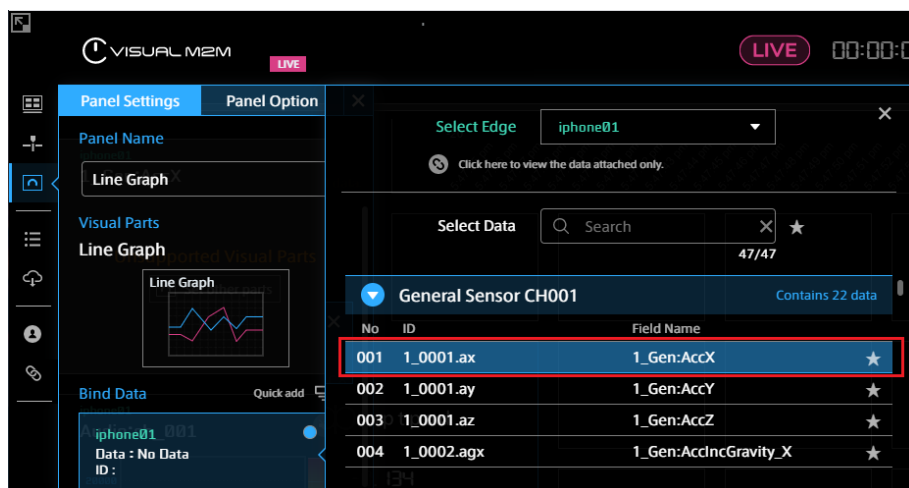 VISUAL M2M
LIVE
LIVE
00:00:0
Panel Settings
Panel Option
Panel Name
Line Graph
Visual Parts
Line Graph
Line Graph
Bind Data
Quick add
iphone01
Data : No Data
ID :
Select Edge
iphone01
Click here to view the data attached only.
Select Data
Search
47/47
General Sensor CH001
Contains 22 data
No ID Field Name
001 1_0001.ax 1_Gen:AccX
002 1_0001.ay 1_Gen:AccY
003 1_0001.az 1_Gen:AccZ
004 1_0002.agx 1_Gen:AccIncGravity_X